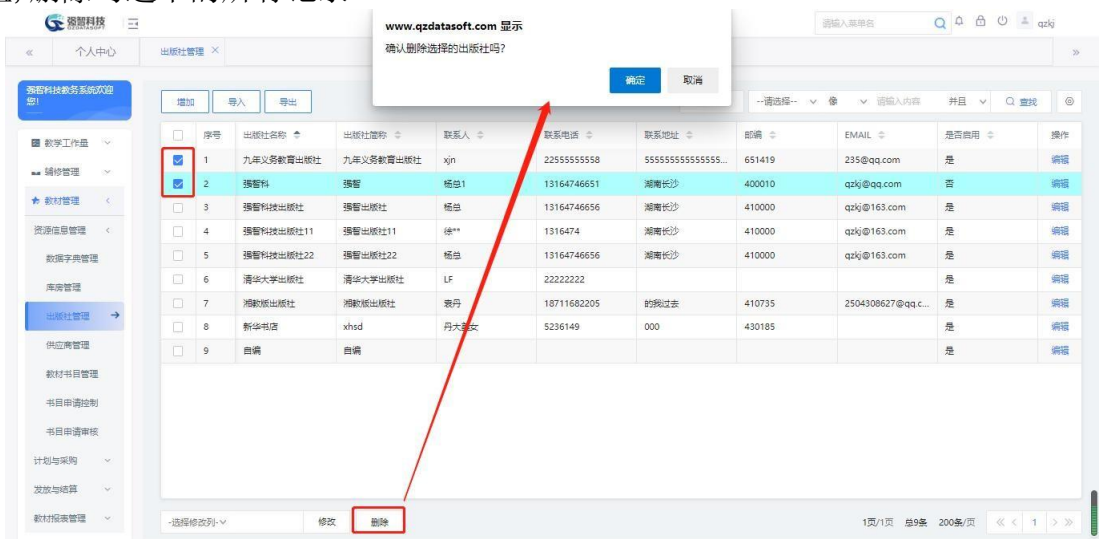 强智科技
QZDATASOFT
请输入菜单名
qzkj
« 个人中心 出版社管理 × »
www.qzdatasoft.com 显示
确认删除选择的出版社吗?
确定 取消
强智科技教务系统欢迎您!
增加 导入 导出 --请选择-- 像 请输入内容 并且 查找
序号 出版社名称 出版社简称 联系人 联系电话 联系地址 邮编 EMAIL 是否启用 操作
1 九年义务教育出版社 九年义务教育出版社 xjn 22555555558 555555555555555... 651419 235@qq.com 是 编辑
2 强智科 强智 杨总1 13164746651 湖南长沙 400010 qzkj@qq.com 否 编辑
3 强智科技出版社 强智出版社 杨总 13164746656 湖南长沙 410000 qzkj@163.com 是 编辑
4 强智科技出版社11 强智出版社11 徐** 1316474 湖南长沙 410000 qzkj@163.com 是 编辑
5 强智科技出版社22 强智出版社22 杨总 13164746656 湖南长沙 410000 qzkj@163.com 是 编辑
6 清华大学出版社 清华大学出版社 LF 22222222 是 编辑
7 湘教版出版社 湘教版出版社 袁丹 18711682205 的我过去 410735 2504308627@qq.c... 是 编辑
8 新华书店 xhsd 丹大美女 5236149 000 430185 是 编辑
9 自编 自编 是 编辑
教学工作量
辅修管理
教材管理
资源信息管理
数据字典管理
库房管理
出版社管理
供应商管理
教材书目管理
书目申请控制
书目申请审核
计划与采购
发放与结算
教材报表管理
-选择修改列- 修改 删除 1页/1页 总9条 200条/页 « < 1 > »